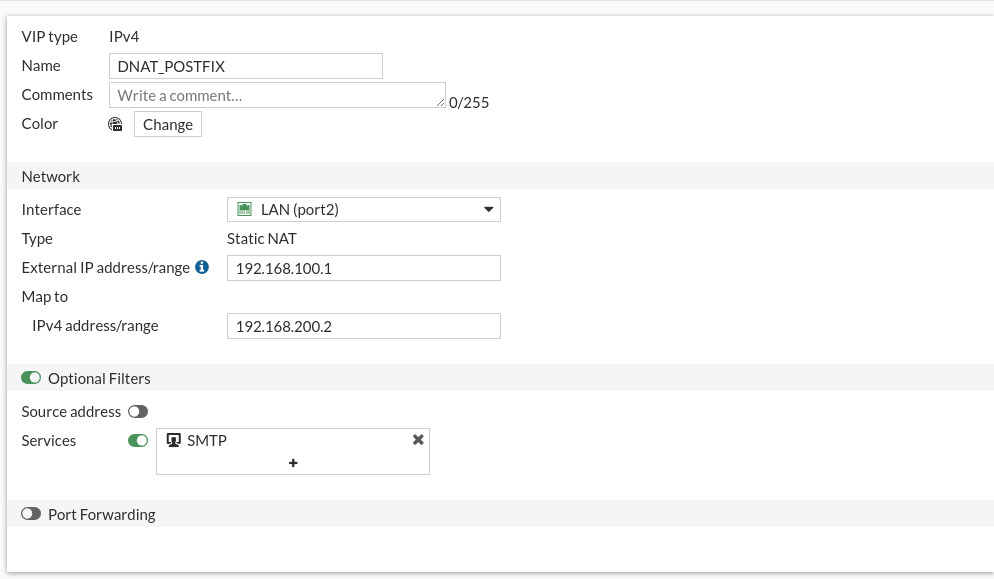 VIP type IPv4
Name DNAT_POSTFIX
Comments Write a comment... 0/255
Color Change
Network
Interface LAN (port2)
Type Static NAT
External IP address/range 192.168.100.1
Map to
IPv4 address/range 192.168.200.2
Optional Filters
Source address
Services SMTP
+
Port Forwarding